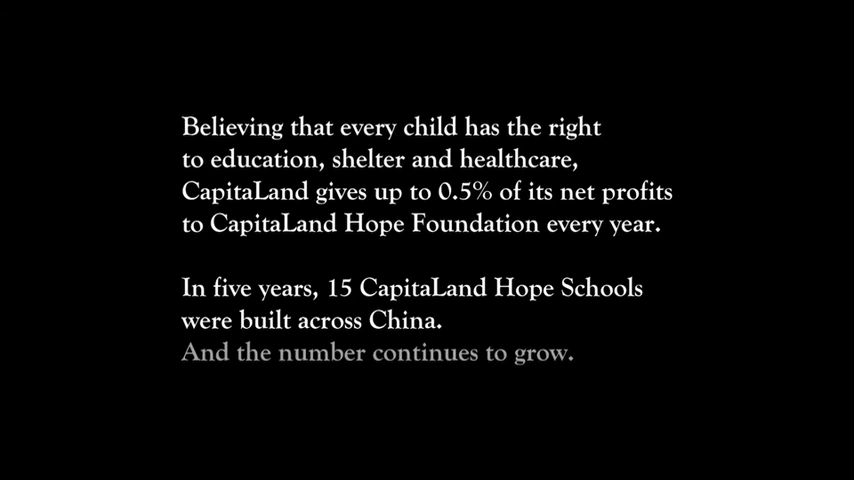 Believing that every child has the right
to education, shelter and healthcare,
CapitaLand gives up to 0.5% of its net profits
to CapitaLand Hope Foundation every year.
In five years, 15 CapitaLand Hope Schools
were built across China.
And the number continues to grow.